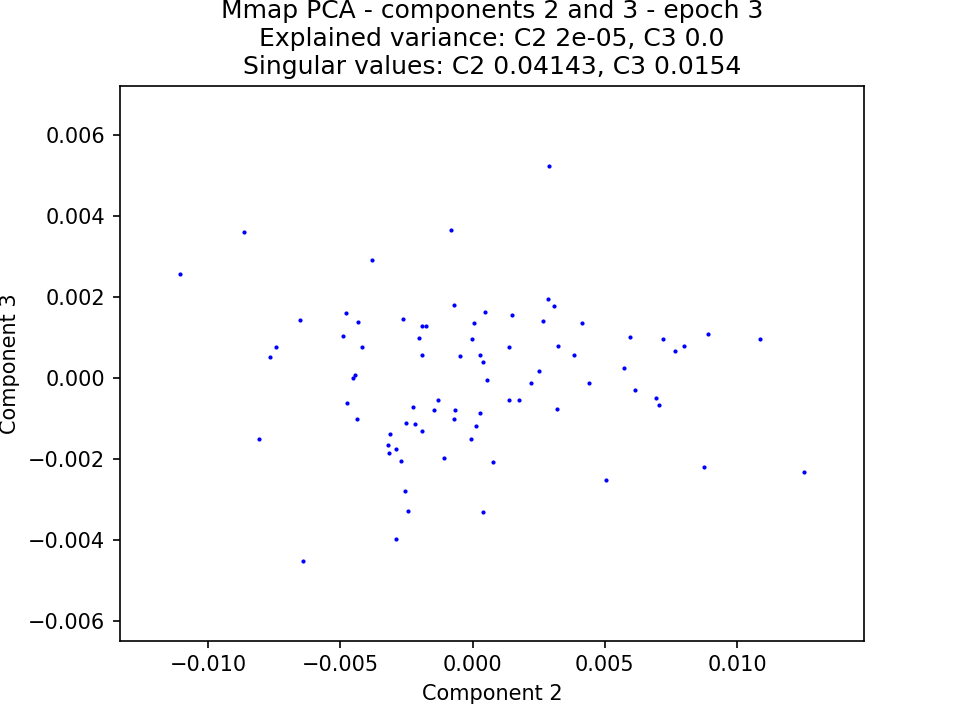 Mmap PCA - components 2 and 3 - epoch 3
Explained variance: C2 2e-05, C3 0.0
Singular values: C2 0.04143, C3 0.0154
0.006
0.004
0.002
0.000
−0.002
−0.004
−0.006
Component 3
−0.010
−0.005
0.000
0.005
0.010
Component 2